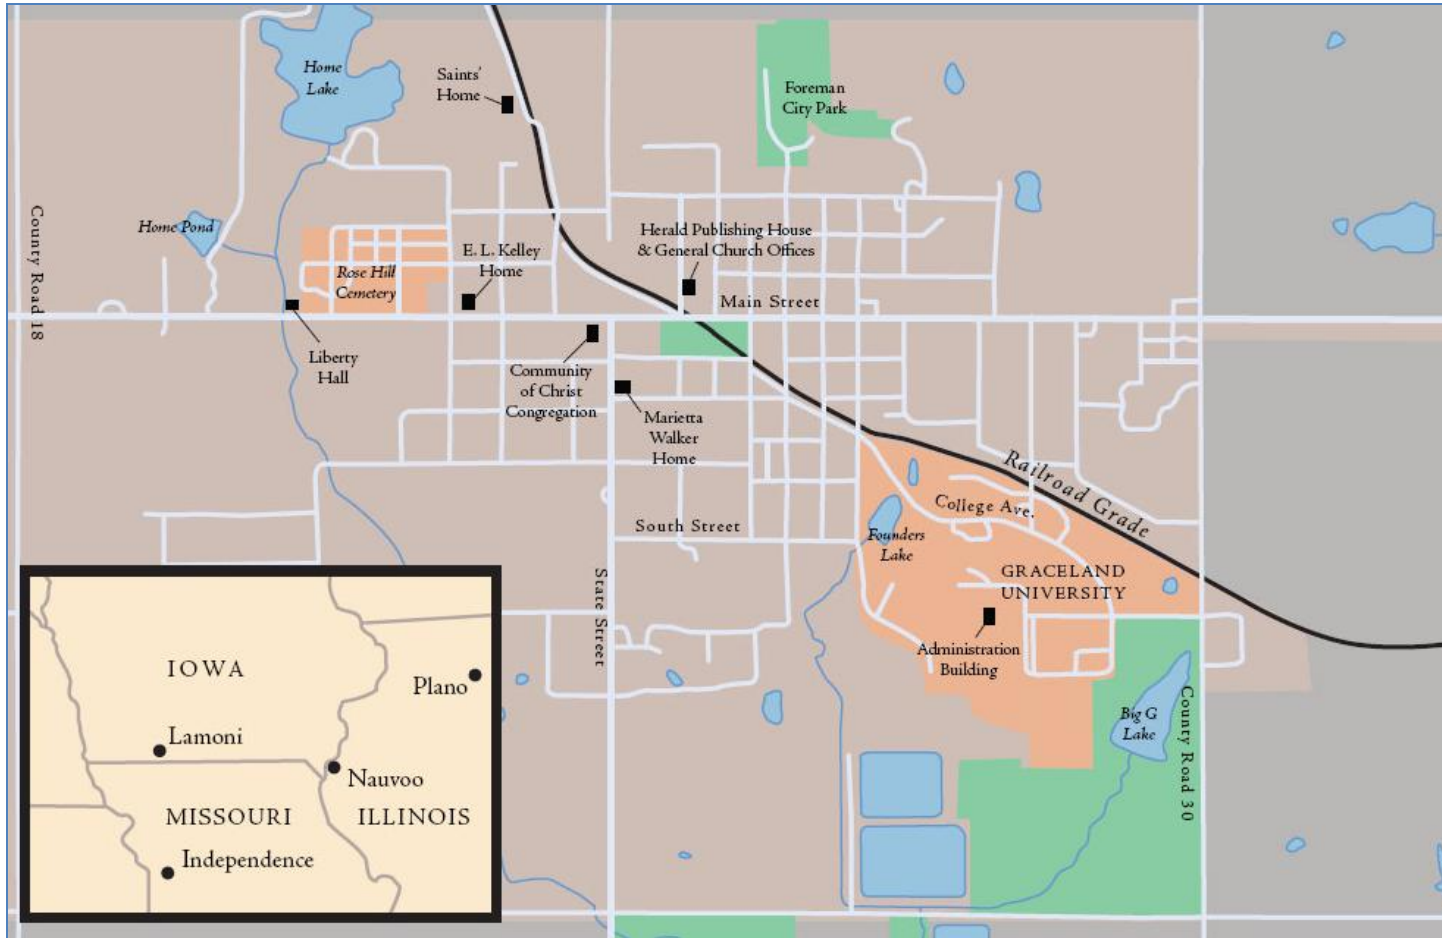 Home
Lake
Saints'
Home
Foreman
City Park
County Road 18
Home Pond
Rose Hill
Cemetery
E. L. Kelley
Home
Herald Publishing House
& General Church Offices
Main Street
Liberty
Hall
Community
of Christ
Congregation
Marietta
Walker
Home
Railroad Grade
College Ave.
South Street
Founders
Lake
GRACELAND
UNIVERSITY
State Street
Administration
Building
Big G
Lake
County Road 30
IOWA
Plano
Lamoni
Nauvoo
MISSOURI
ILLINOIS
Independence